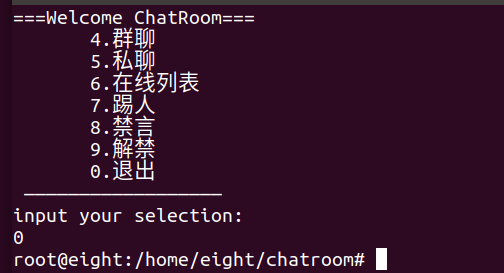 ===Welcome ChatRoom===
4.群聊
5.私聊
6.在线列表
7.踢人
8.禁言
9.解禁
0.退出
__________________
input your selection:
0
root@eight:/home/eight/chatroom#